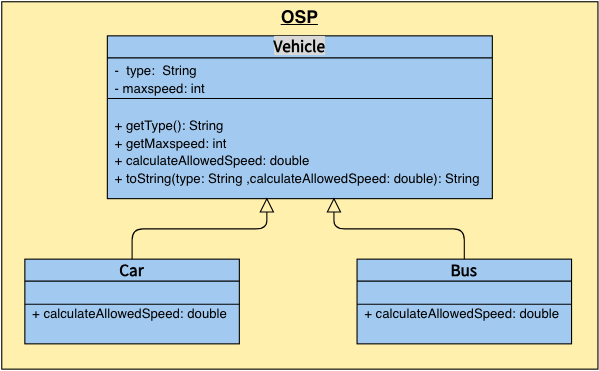 OSP
Vehicle
- type: String
- maxspeed: int
+ getType(): String
+ getMaxspeed: int
+ calculateAllowedSpeed: double
+ toString(type: String ,calculateAllowedSpeed: double): String
Car
+ calculateAllowedSpeed: double
Bus
+ calculateAllowedSpeed: double